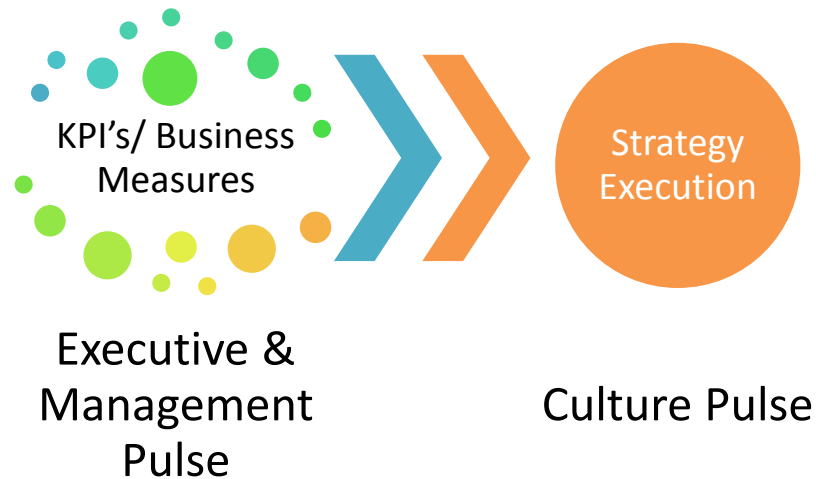 KPI's/ Business
Measures
Strategy
Execution
Executive &
Management
Pulse
Culture Pulse